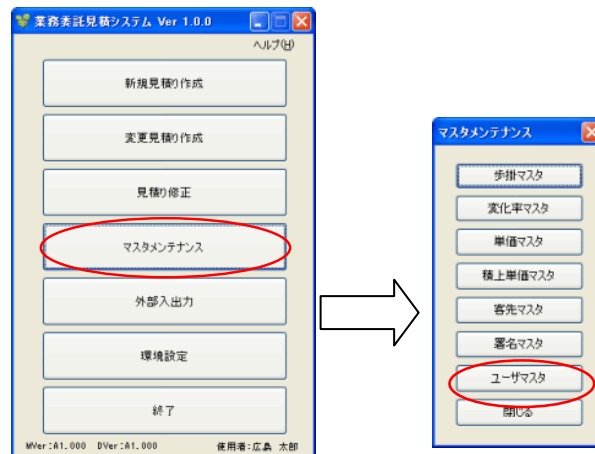 業務委託見積システム Ver 1.0.0
ヘルプ(H)
新規見積り作成
変更見積り作成
見積り修正
マスタメンテナンス
外部入出力
環境設定
終了
MVer:A1.000 DVer:A1.000 使用者:広島 太郎
マスタメンテナンス
歩掛マスタ
変化率マスタ
単価マスタ
積上単価マスタ
客先マスタ
署名マスタ
ユーザマスタ
閉じる